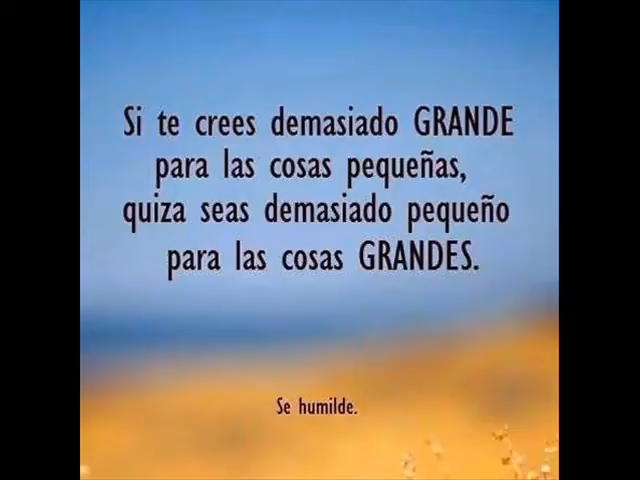 Si te crees demasiado GRANDE
para las cosas pequeñas,
quiza seas demasiado pequeño
para las cosas GRANDES.
Se humilde.